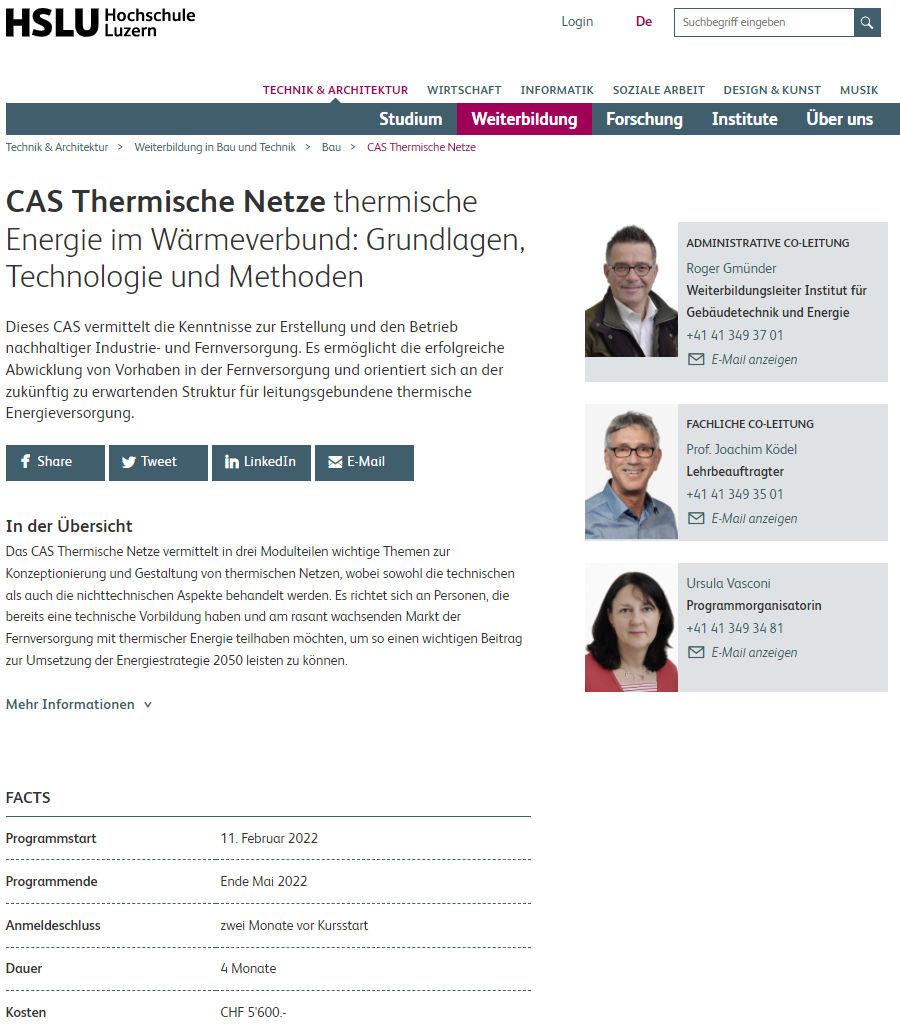 HSLU Hochschule
Luzern
Login
De
Suchbegriff eingeben
TECHNIK & ARCHITEKTUR WIRTSCHAFT INFORMATIK SOZIALE ARBEIT DESIGN & KUNST MUSIK
Studium Weiterbildung Forschung Institute Über uns
Technik & Architektur > Weiterbildung in Bau und Technik > Bau > CAS Thermische Netze
CAS Thermische Netze thermische
Energie im Wärmeverbund: Grundlagen,
Technologie und Methoden
Dieses CAS vermittelt die Kenntnisse zur Erstellung und den Betrieb
nachhaltiger Industrie- und Fernversorgung. Es ermöglicht die erfolgreiche
Abwicklung von Vorhaben in der Fernversorgung und orientiert sich an der
zukünftig zu erwartenden Struktur für leitungsgebundene thermische
Energieversorgung.
Share Tweet LinkedIn E-Mail
In der Übersicht
Das CAS Thermische Netze vermittelt in drei Modulteilen wichtige Themen zur
Konzeptionierung und Gestaltung von thermischen Netzen, wobei sowohl die technischen
als auch die nichttechnischen Aspekte behandelt werden. Es richtet sich an Personen, die
bereits eine technische Vorbildung haben und am rasant wachsenden Markt der
Fernversorgung mit thermischer Energie teilhaben möchten, um so einen wichtigen Beitrag
zur Umsetzung der Energiestrategie 2050 leisten zu können.
Mehr Informationen
FACTS
Programmstart 11. Februar 2022
Programmende Ende Mai 2022
Anmeldeschluss zwei Monate vor Kursstart
Dauer 4 Monate
Kosten CHF 5'600.-
ADMINISTRATIVE CO-LEITUNG
Roger Gmünder
Weiterbildungsleiter Institut für
Gebäudetechnik und Energie
+41 41 349 37 01
E-Mail anzeigen
FACHLICHE CO-LEITUNG
Prof. Joachim Ködel
Lehrbeauftragter
+41 41 349 35 01
E-Mail anzeigen
Ursula Vasconi
Programmorganisatorin
+41 41 349 34 81
E-Mail anzeigen